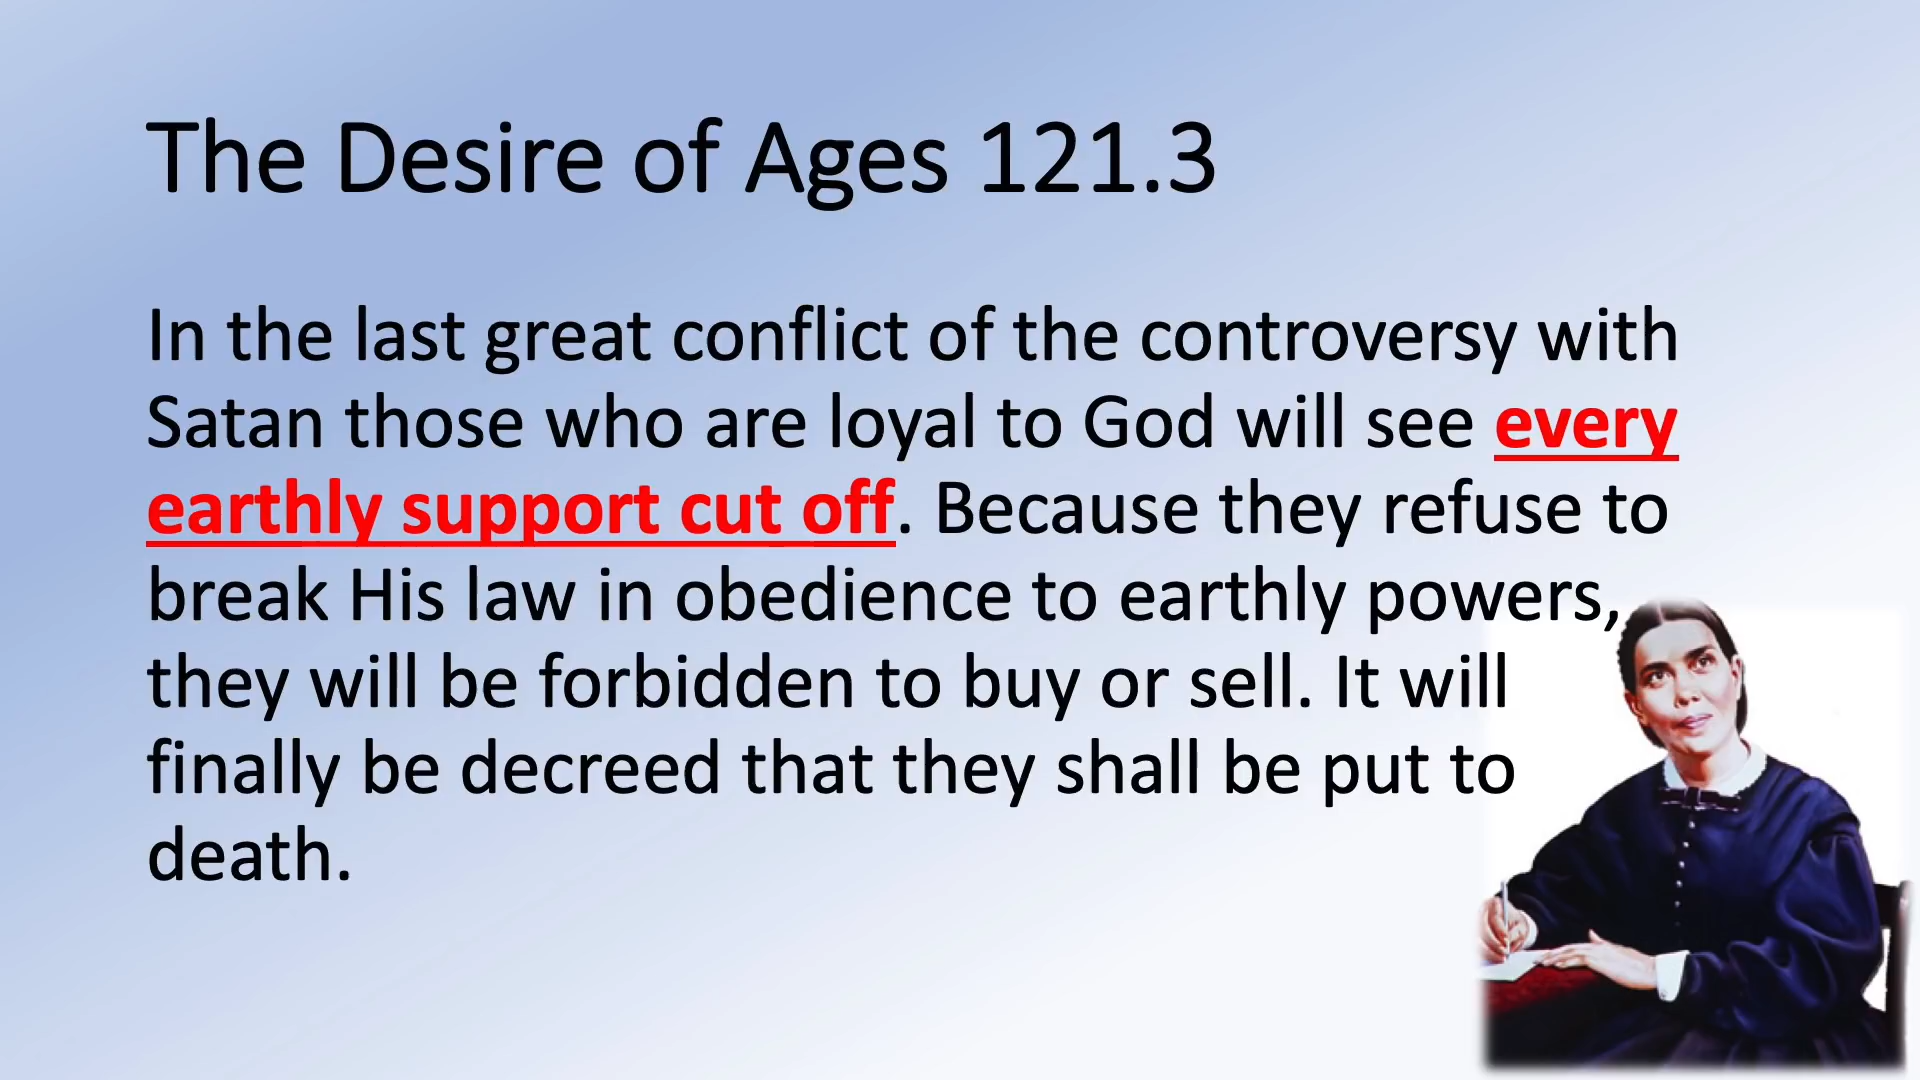 The Desire of Ages 121.3
In the last great conflict of the controversy with
Satan those who are loyal to God will see every
earthly support cut off. Because they refuse to
break His law in obedience to earthly powers,
they will be forbidden to buy or sell. It will
finally be decreed that they shall be put to
death.